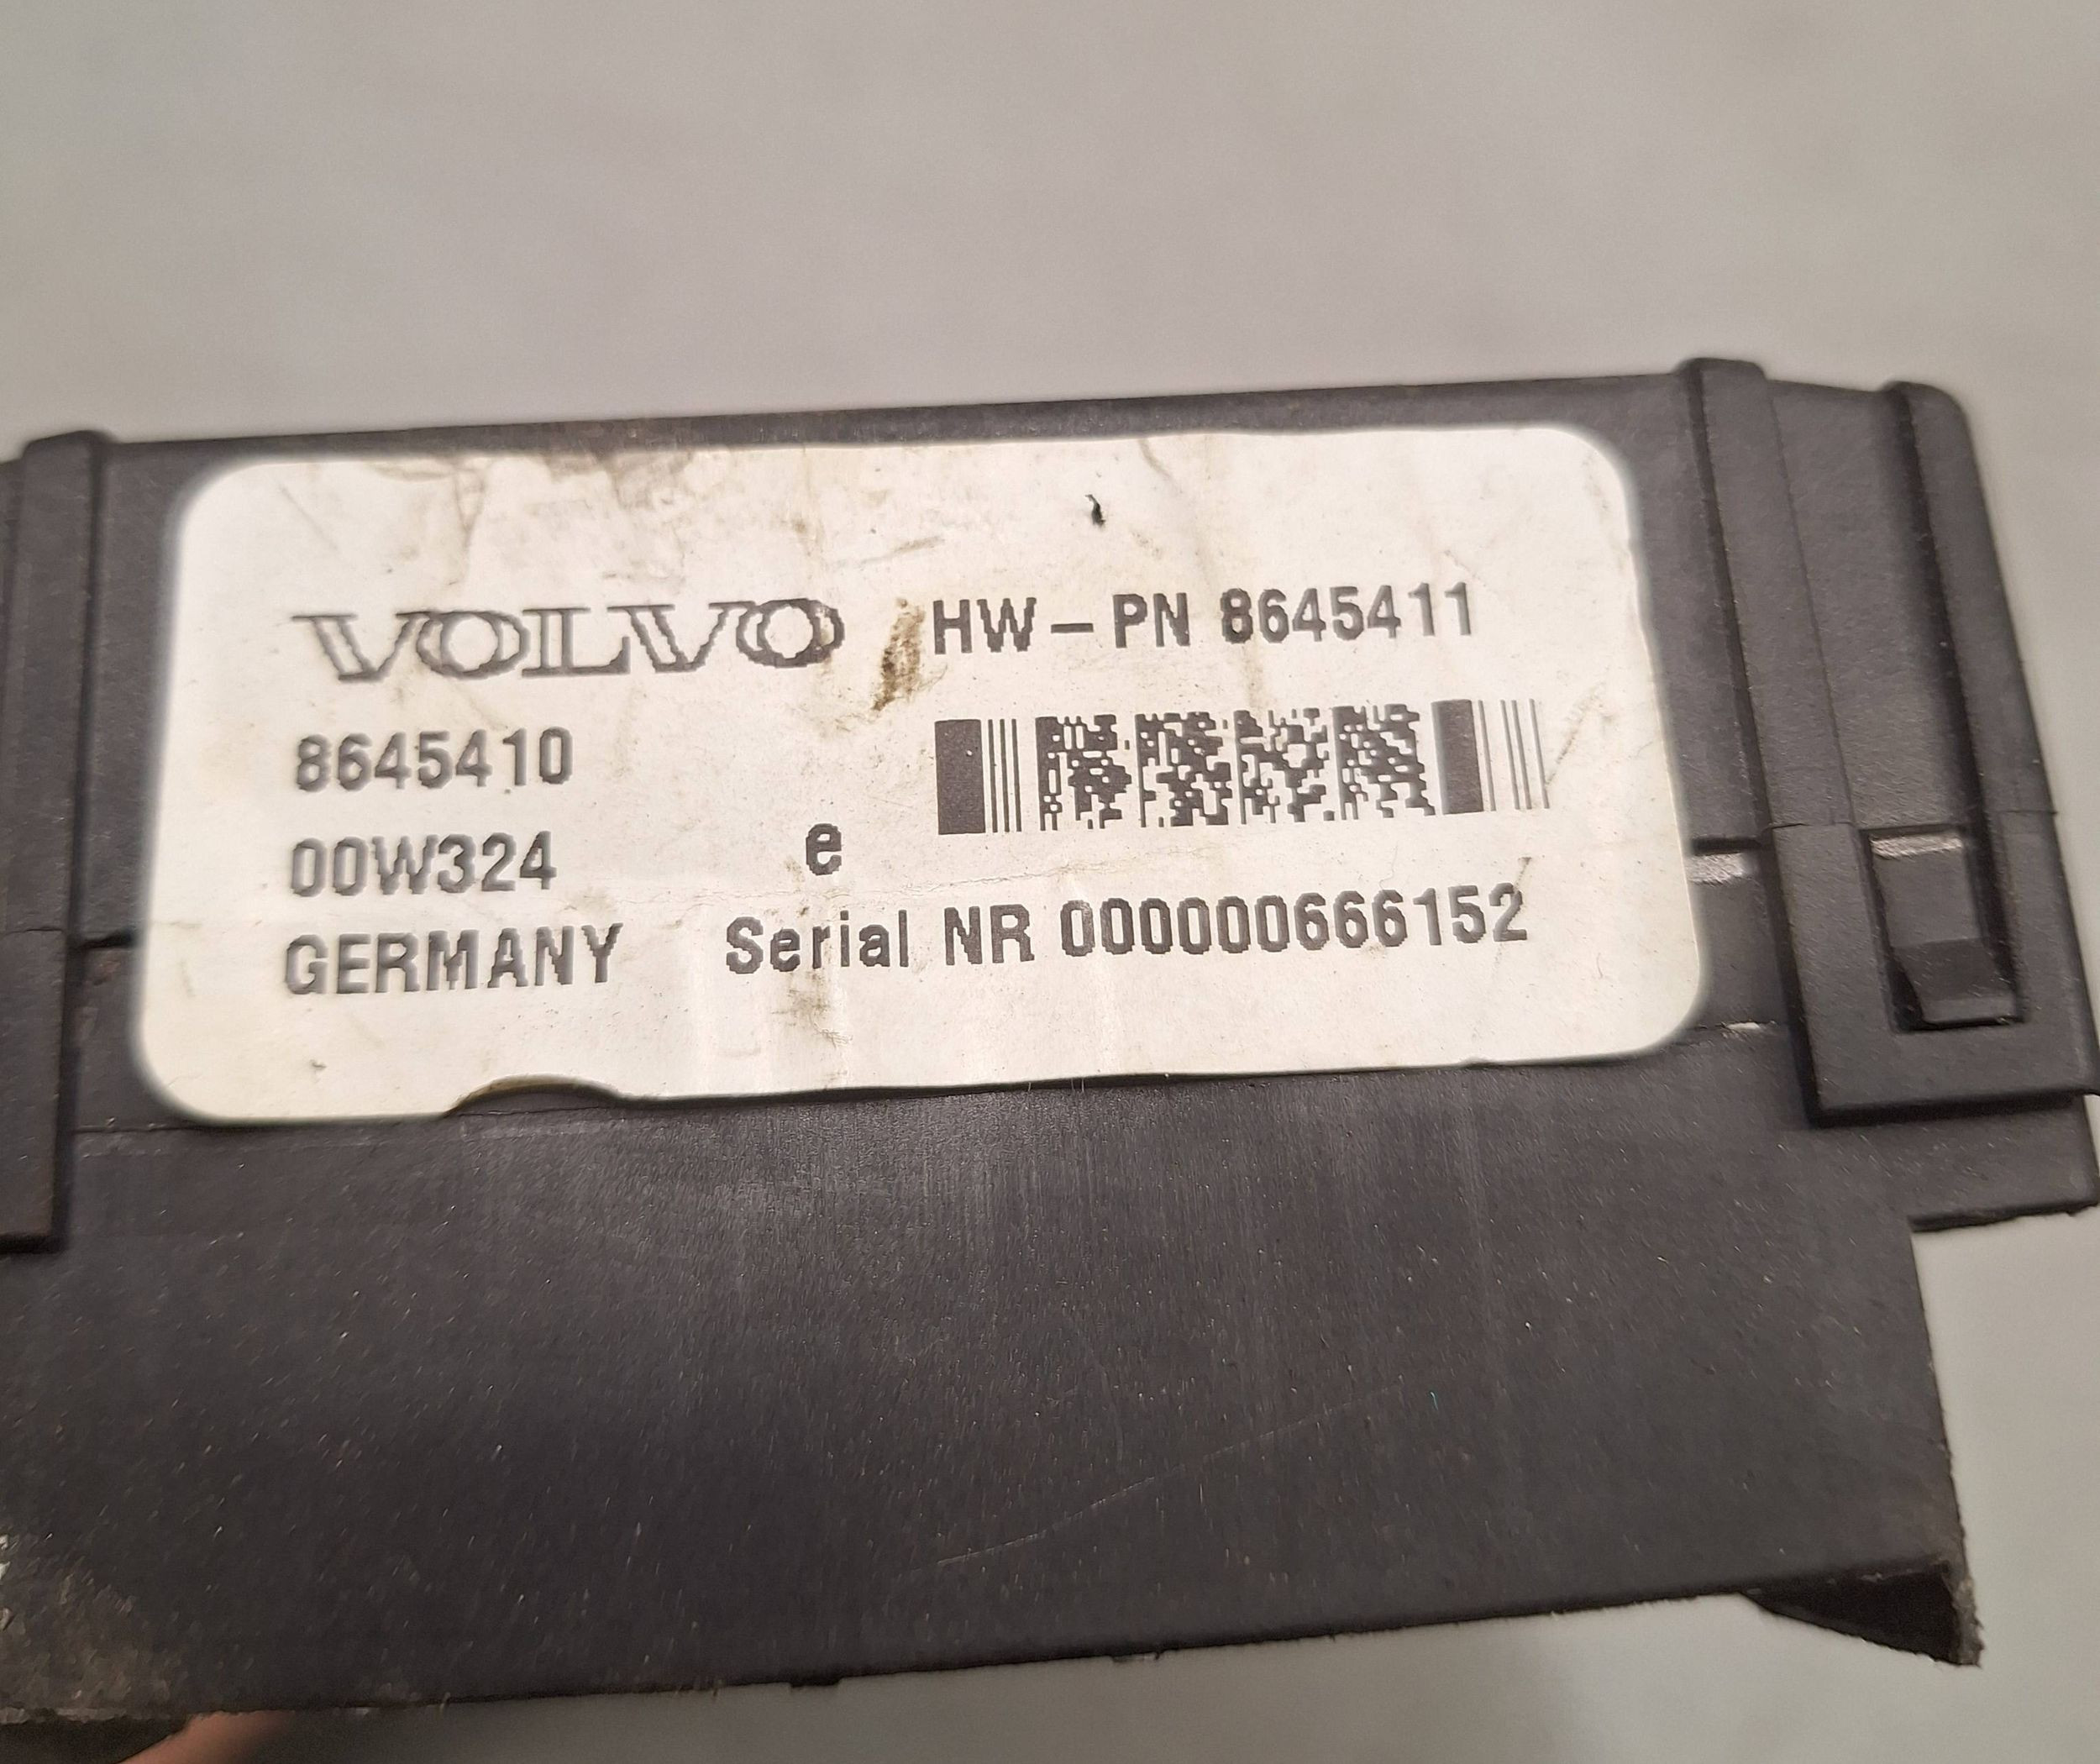 VOLVO HW-PN 8645411
8645410
00W324 e
GERMANY Serial NR 000000666152